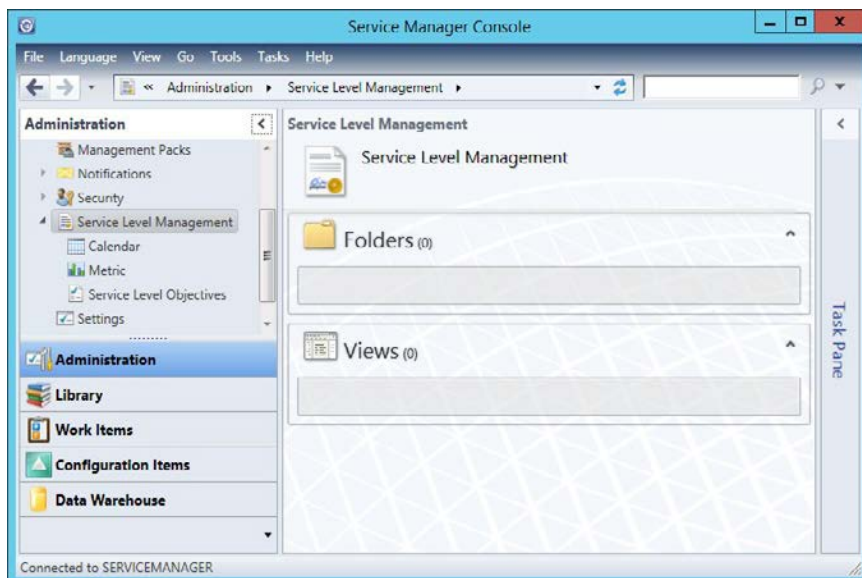 Service Manager Console
File Language View Go Tools Tasks Help
« Administration Service Level Management
Administration
Management Packs
Notifications
Security
Service Level Management
Calendar
Metric
Service Level Objectives
Settings
Administration
Library
Work Items
Configuration Items
Data Warehouse
Service Level Management
Service Level Management
Folders (0)
Views (0)
Task Pane
Connected to SERVICEMANAGER